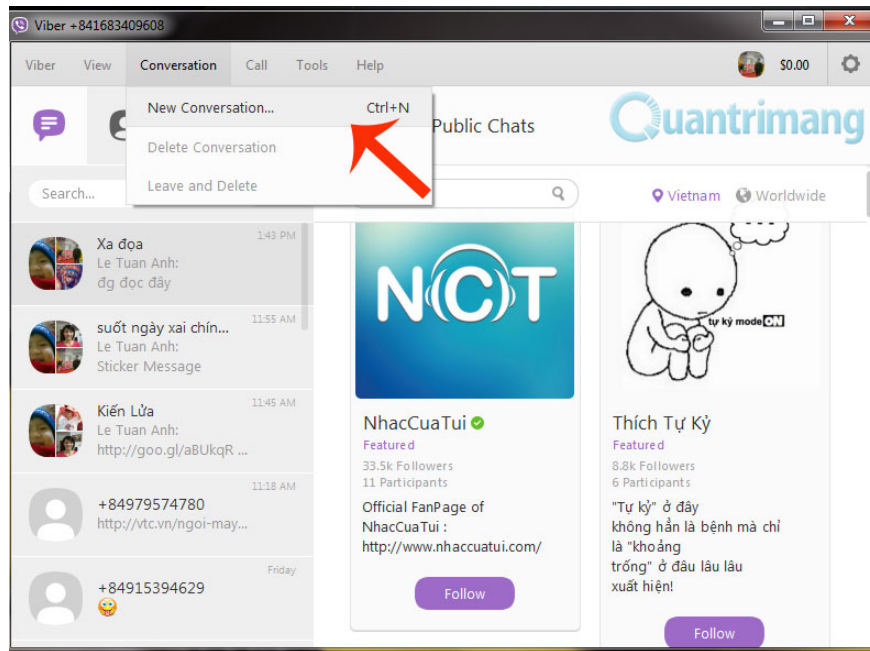 Viber +841683409608
Viber View Conversation Call Tools Help $0.00
New Conversation... Ctrl+N
Delete Conversation
Leave and Delete
Public Chats
Quantrimang
Search...
Vietnam Worldwide
Xa đọa 1:43 PM
Le Tuan Anh:
đg đọc đây
suốt ngày xai chín... 11:55 AM
Le Tuan Anh:
Sticker Message
Kiến Lửa 11:45 AM
Le Tuan Anh:
http://goo.gl/aBUkqR ...
11:18 AM
+84979574780
http://vtc.vn/ngoi-may...
Friday
+84915394629
NCT
NhacCuaTui
Featured
33.5k Followers
11 Participants
Official FanPage of
NhacCuaTui :
http://www.nhaccuatui.com/
Follow
tự kỷ mode ON
Thích Tự Kỷ
Featured
8.8k Followers
6 Participants
"Tự kỷ" ở đây
không hẳn là bệnh mà chỉ
là "khoảng
trống" ở đâu lâu lâu
xuất hiện!
Follow